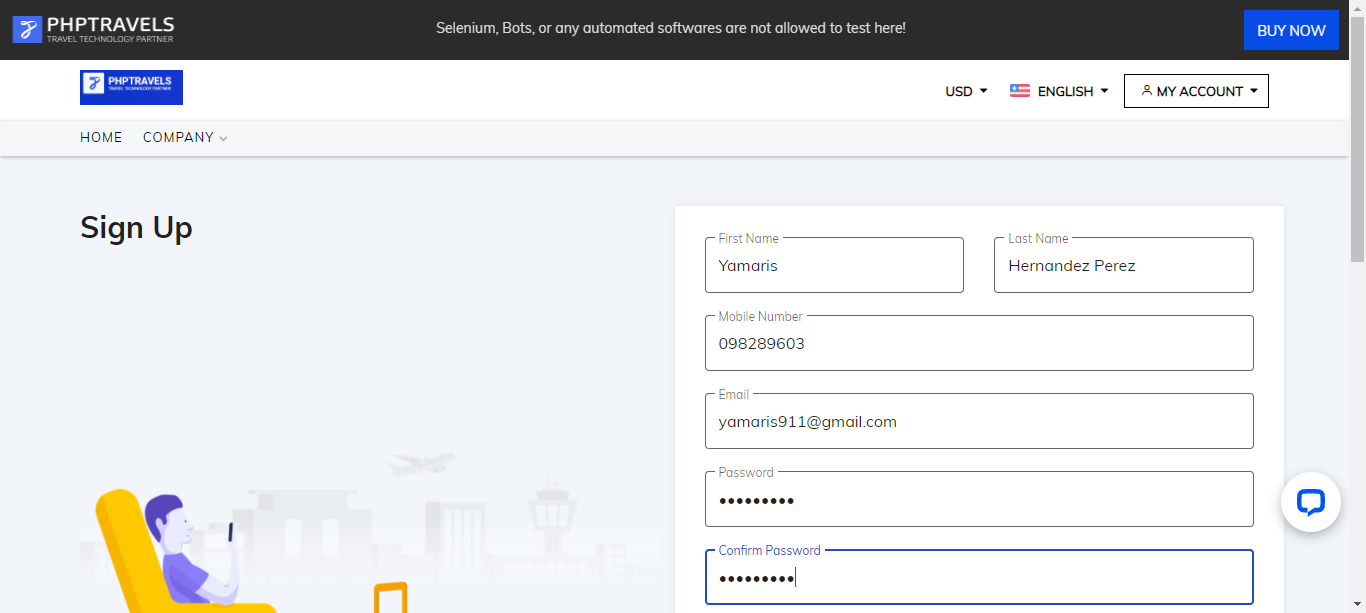 PHPTRAVELS
TRAVEL TECHNOLOGY PARTNER
Selenium, Bots, or any automated softwares are not allowed to test here!
BUY NOW
PHPTRAVELS
TRAVEL TECHNOLOGY PARTNER
USD
ENGLISH
MY ACCOUNT
HOME
COMPANY
Sign Up
First Name
Yamaris
Last Name
Hernandez Perez
Mobile Number
098289603
Email
yamaris911@gmail.com
Password
•••••••••
Confirm Password
•••••••••